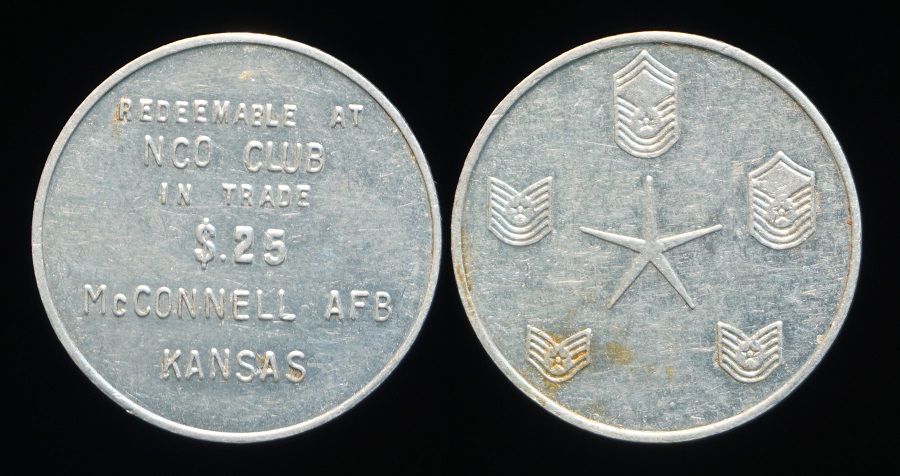 REDEEMABLE AT
NCO CLUB
IN TRADE
$.25
McCONNELL AFB
KANSAS